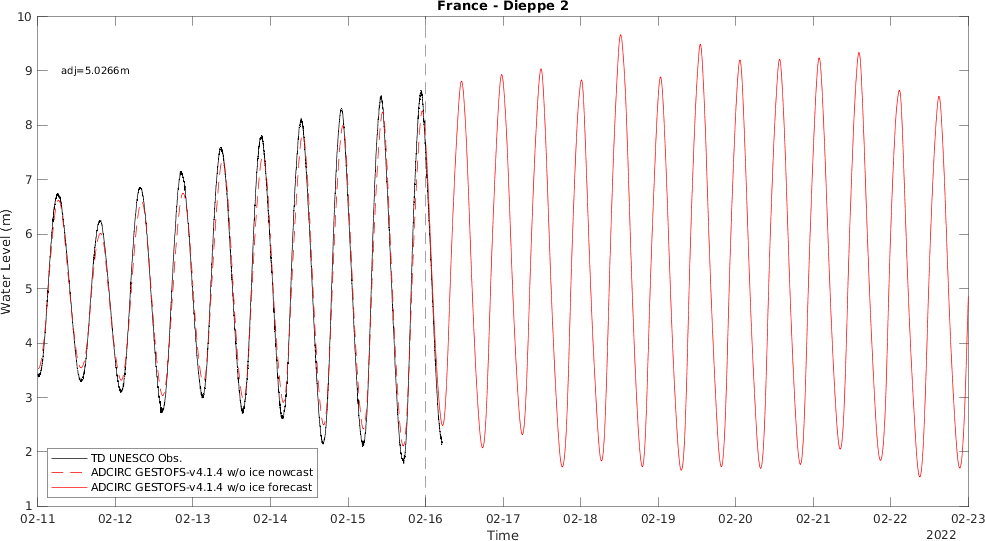 France - Dieppe 2
10
9
8
7
6
5
4
3
2
1
Water Level (m)
adj=5.0266m
TD UNESCO Obs.
ADCIRC GESTOFS-v4.1.4 w/o ice nowcast
ADCIRC GESTOFS-v4.1.4 w/o ice forecast
02-11 02-12 02-13 02-14 02-15 02-16 02-17 02-18 02-19 02-20 02-21 02-22 02-23
Time
2022